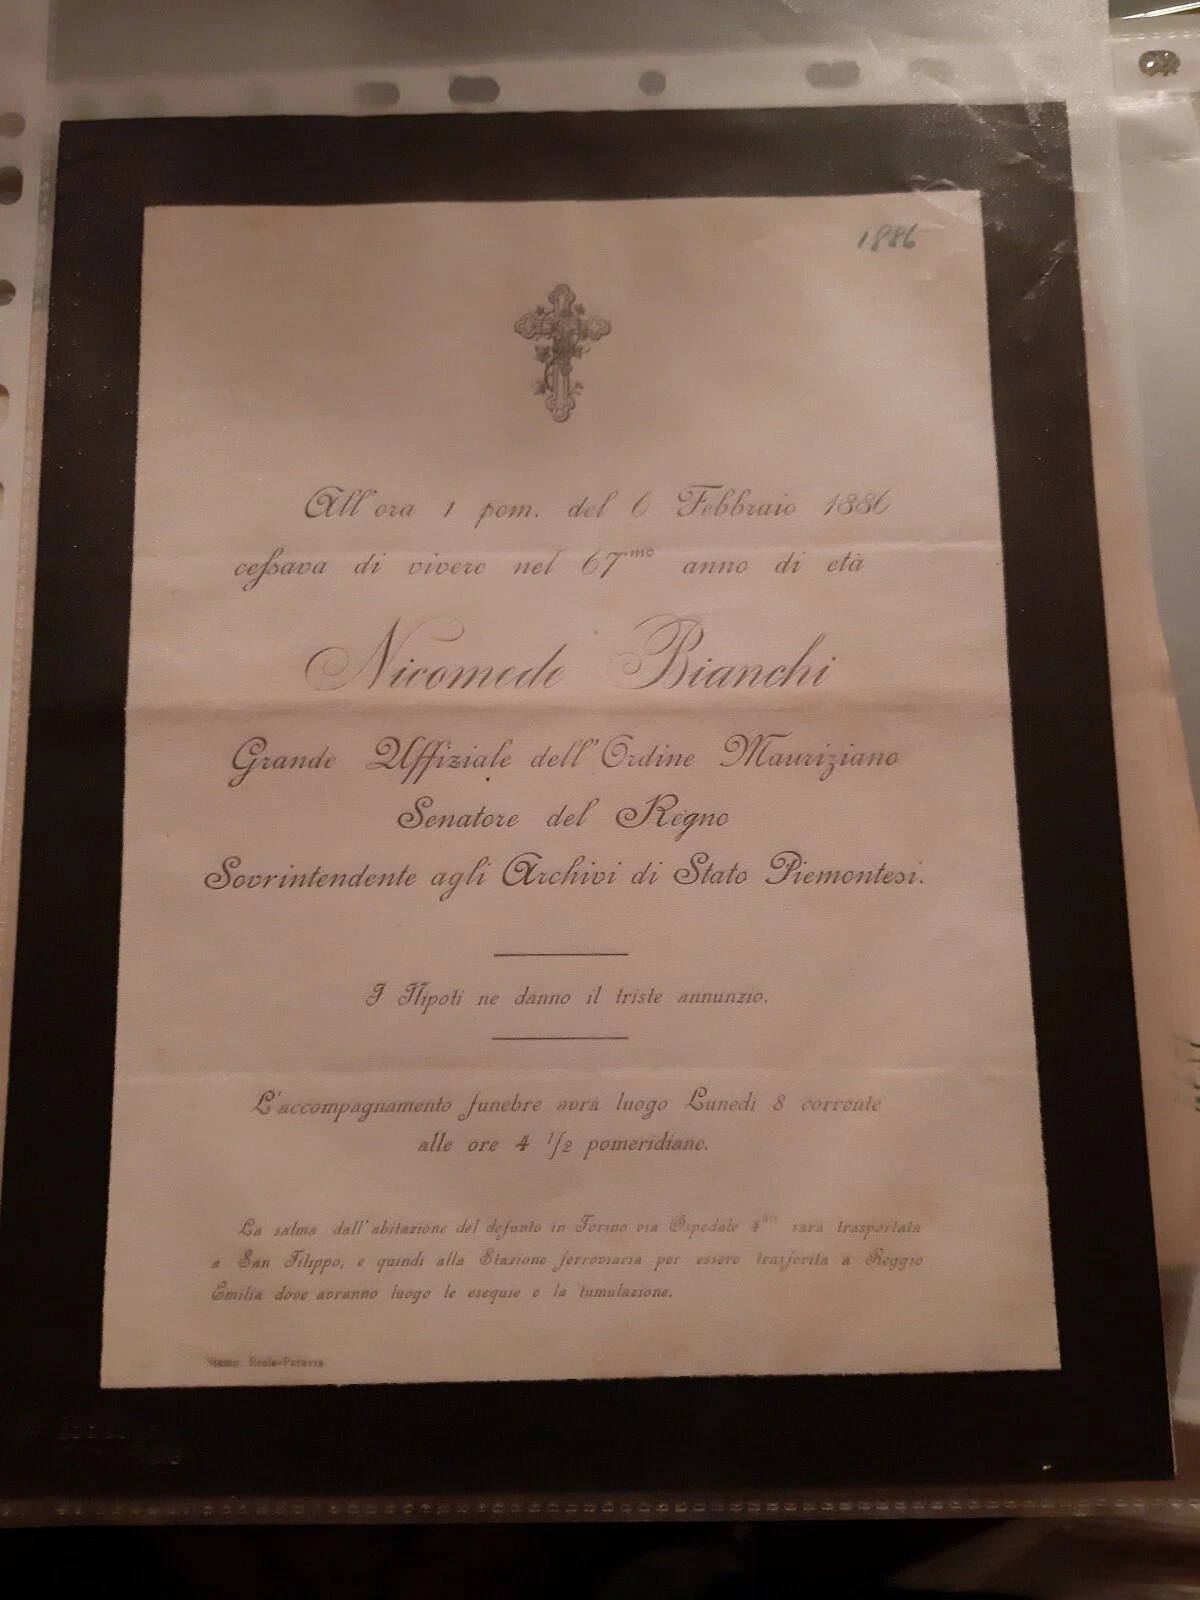 1886
All'ora 1 pom. del 6 Febbraio 1886
cessava di vivere nel 67mo anno di età
Nicomede Bianchi
Grande Uffiziale dell'Ordine Mauriziano
Senatore del Regno
Sovrintendente agli Archivi di Stato Piemontesi.
I Nipoti ne danno il triste annunzio.
L'accompagnamento funebre avrà luogo Lunedì 8 corrente
alle ore 4 1/2 pomeridiane.
La salma dall'abitazione del defunto in Torino via Ospedale 4bis sarà trasportata
a San Filippo, e quindi alla Stazione ferroviaria per essere trasferita a Reggio
Emilia dove avranno luogo le esequie e la tumulazione.
Stamp. Reale-Paravia